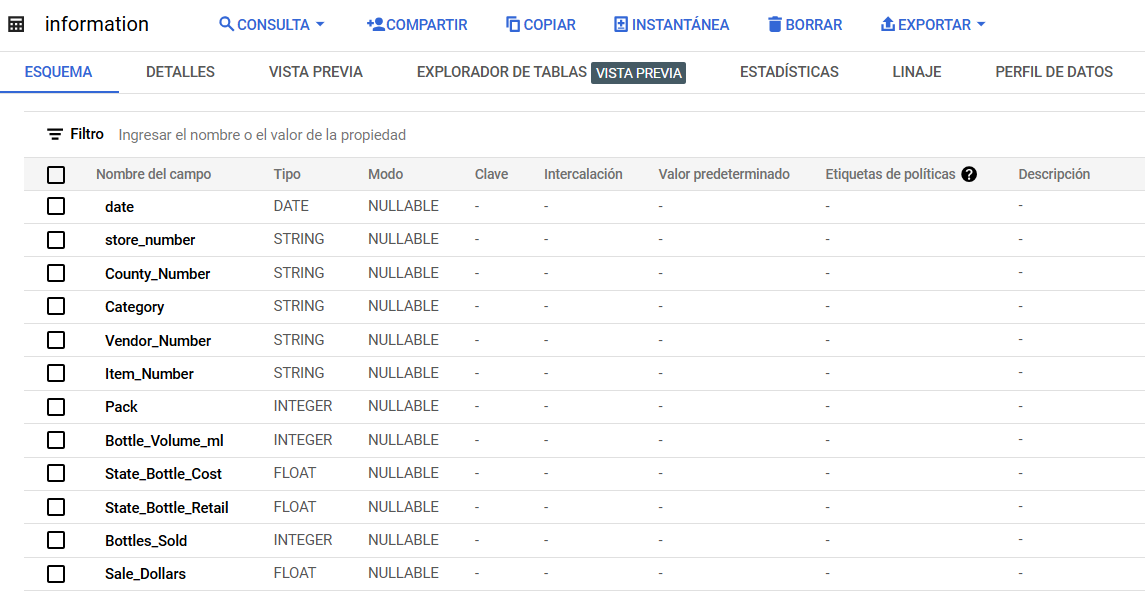 information CONSULTA COMPARTIR COPIAR INSTANTÁNEA BORRAR EXPORTAR
ESQUEMA DETALLES VISTA PREVIA EXPLORADOR DE TABLAS VISTA PREVIA ESTADÍSTICAS LINAJE PERFIL DE DATOS
Filtro Ingresar el nombre o el valor de la propiedad
Nombre del campo Tipo Modo Clave Intercalación Valor predeterminado Etiquetas de políticas ? Descripción
date DATE NULLABLE - - - - -
store_number STRING NULLABLE - - - - -
County_Number STRING NULLABLE - - - - -
Category STRING NULLABLE - - - - -
Vendor_Number STRING NULLABLE - - - - -
Item_Number STRING NULLABLE - - - - -
Pack INTEGER NULLABLE - - - - -
Bottle_Volume_ml INTEGER NULLABLE - - - - -
State_Bottle_Cost FLOAT NULLABLE - - - - -
State_Bottle_Retail FLOAT NULLABLE - - - - -
Bottles_Sold INTEGER NULLABLE - - - - -
Sale_Dollars FLOAT NULLABLE - - - - -